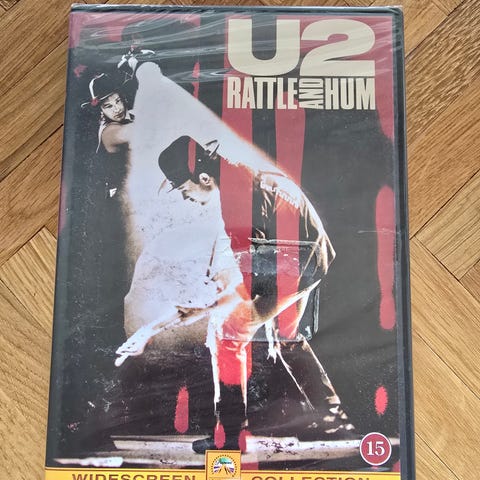 U2
RATTLE AND HUM
15
WIDESCREEN COLLECTION